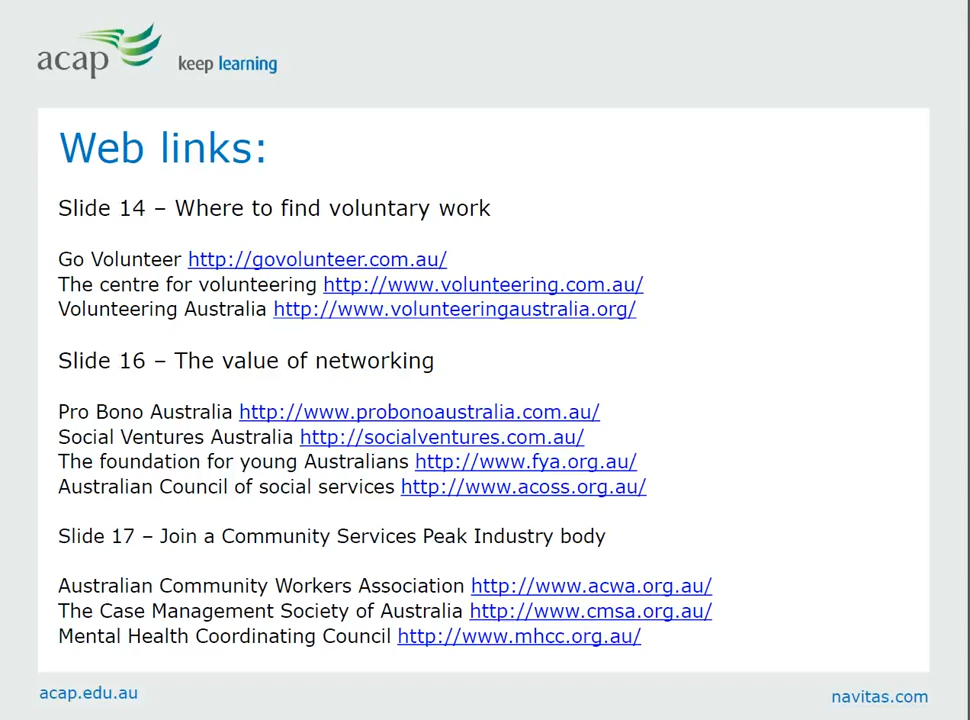 acap keep learning
Web links:
Slide 14 – Where to find voluntary work
Go Volunteer http://govolunteer.com.au/
The centre for volunteering http://www.volunteering.com.au/
Volunteering Australia http://www.volunteeringaustralia.org/
Slide 16 – The value of networking
Pro Bono Australia http://www.probonoaustralia.com.au/
Social Ventures Australia http://socialventures.com.au/
The foundation for young Australians http://www.fya.org.au/
Australian Council of social services http://www.acoss.org.au/
Slide 17 – Join a Community Services Peak Industry body
Australian Community Workers Association http://www.acwa.org.au/
The Case Management Society of Australia http://www.cmsa.org.au/
Mental Health Coordinating Council http://www.mhcc.org.au/
acap.edu.au
navitas.com